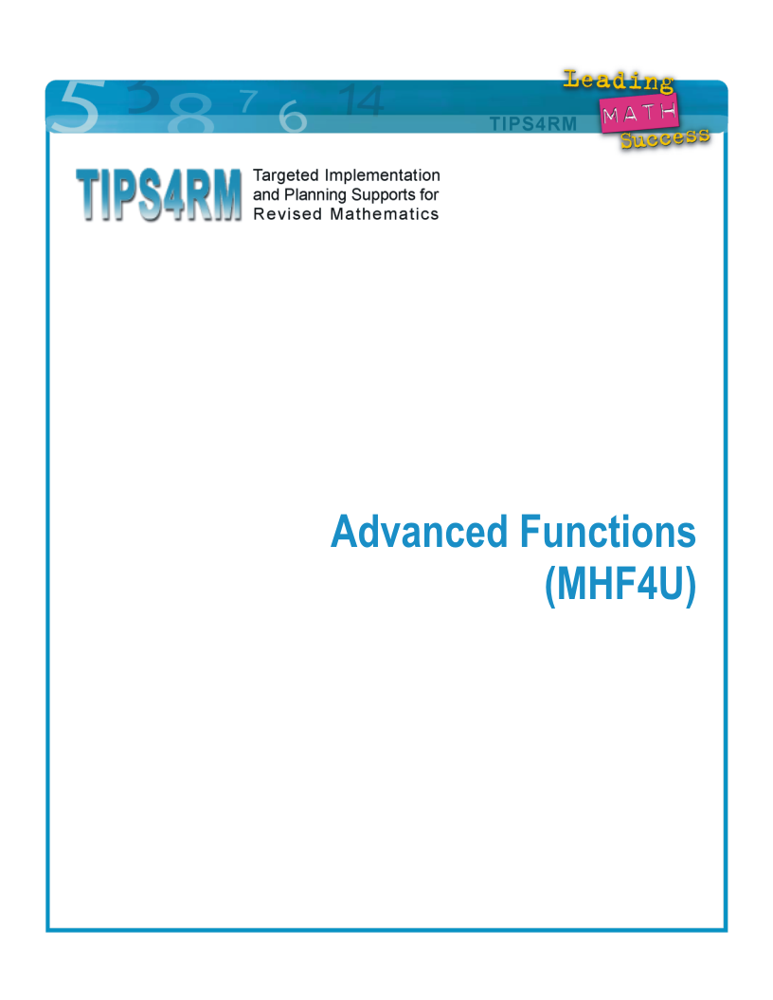 5 3 8 7 6 14
Leading
MATH
Success
TIPS4RM
TIPS4RM
Targeted Implementation
and Planning Supports for
Revised Mathematics
Advanced Functions
(MHF4U)